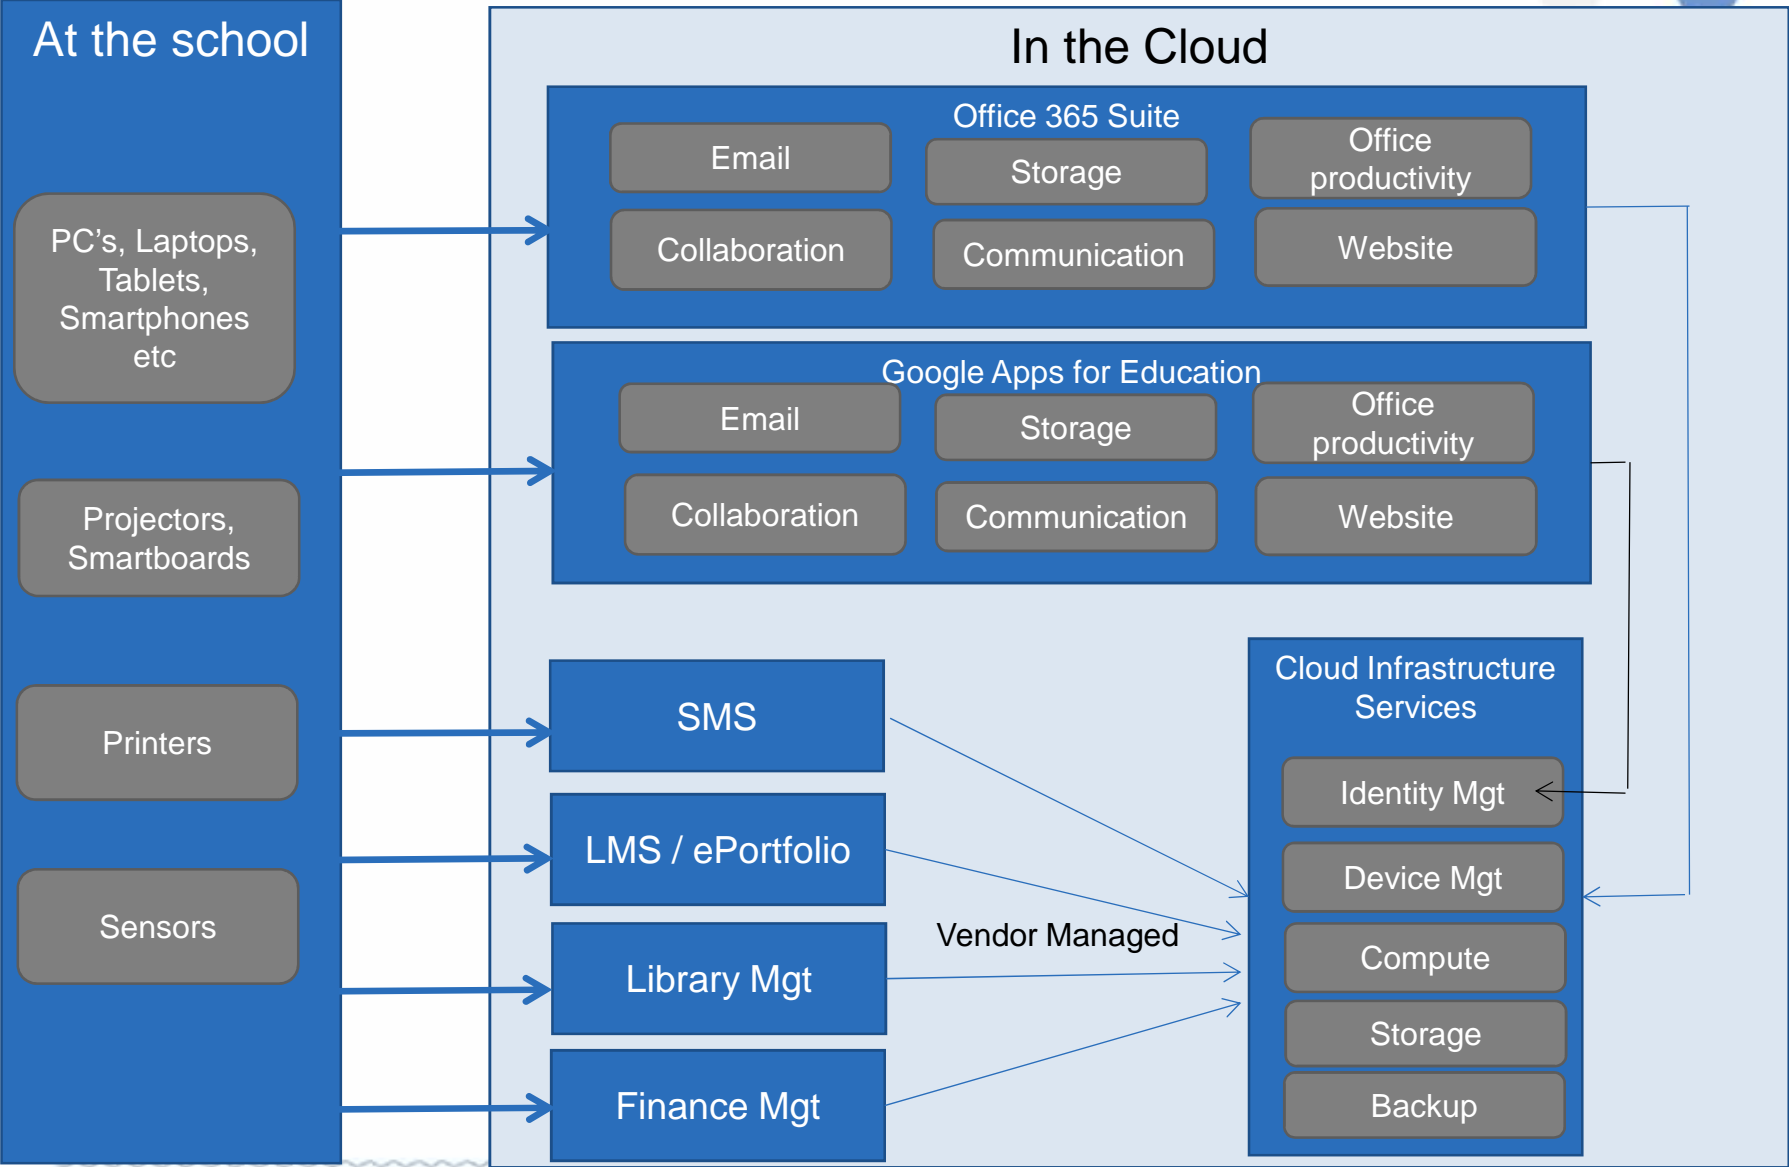 At the school
PC’s, Laptops,
Tablets,
Smartphones
etc
Projectors,
Smartboards
Printers
Sensors
In the Cloud
Office 365 Suite
Email
Storage
Office
productivity
Collaboration
Communication
Website
Google Apps for Education
Email
Storage
Office
productivity
Collaboration
Communication
Website
SMS
LMS / ePortfolio
Library Mgt
Finance Mgt
Vendor Managed
Cloud Infrastructure
Services
Identity Mgt
Device Mgt
Compute
Storage
Backup